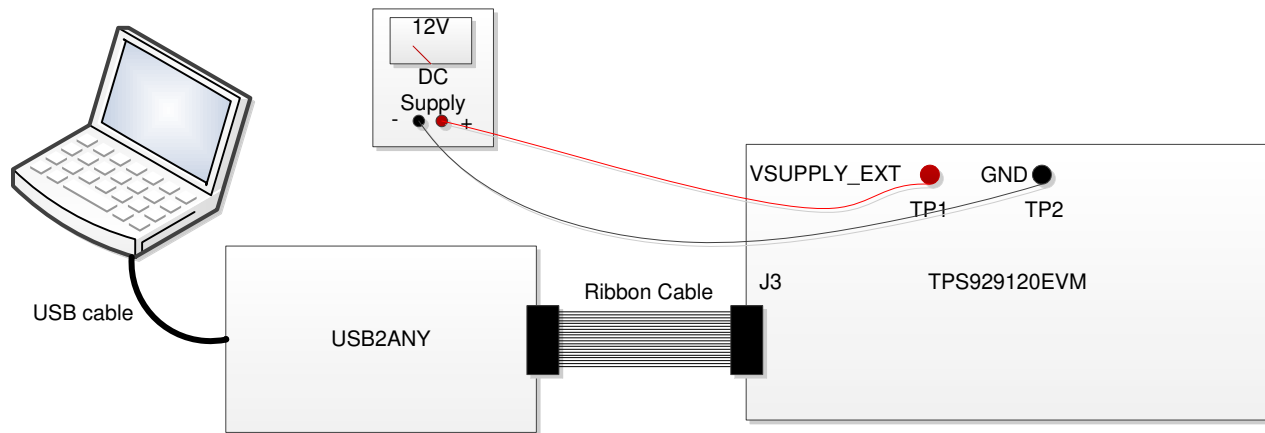 12V
DC
Supply
- +
VSUPPLY_EXT
GND
TP1
TP2
J3
TPS929120EVM
Ribbon Cable
USB cable
USB2ANY